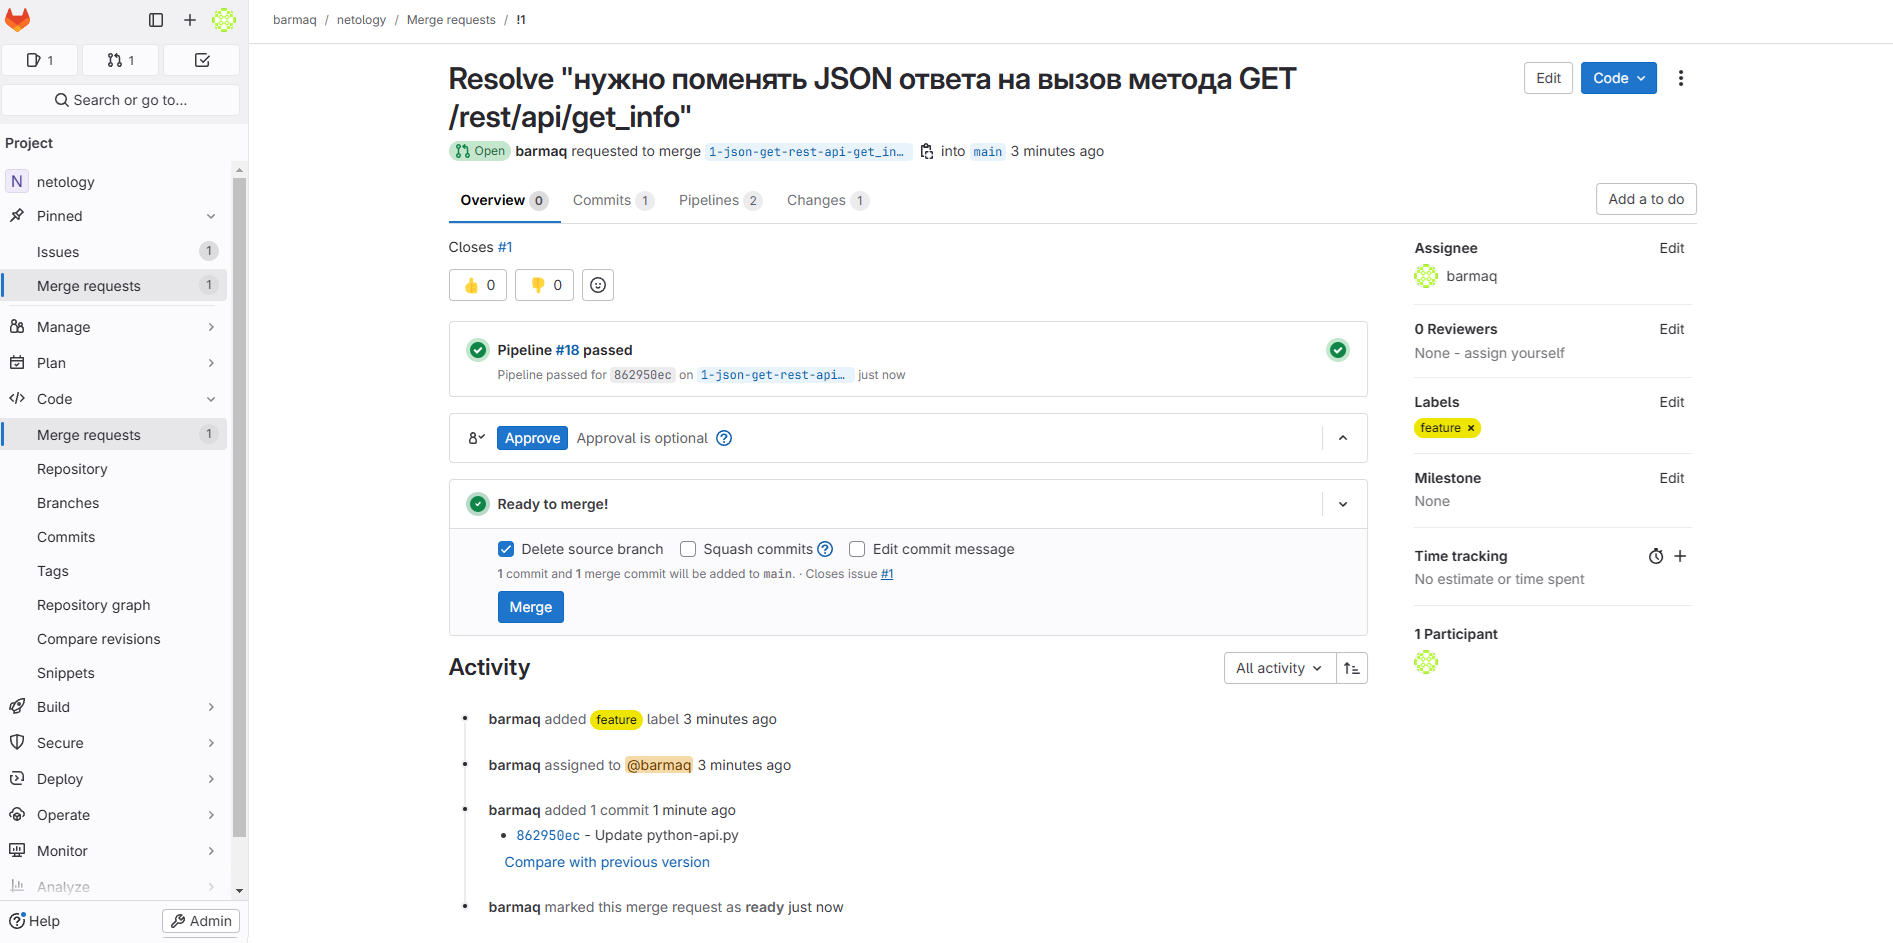 barmaq / netology / Merge requests / !1
1
1
Search or go to...
Project
N netology
Pinned
Issues 1
Merge requests 1
Manage
Plan
Code
Merge requests 1
Repository
Branches
Commits
Tags
Repository graph
Compare revisions
Snippets
Build
Secure
Deploy
Operate
Monitor
Analyze
Help
Admin
Resolve "нужно поменять JSON ответа на вызов метода GET
/rest/api/get_info"
Edit
Code
Open barmaq requested to merge 1-json-get-rest-api-get_in… into main 3 minutes ago
Overview 0 Commits 1 Pipelines 2 Changes 1
Add a to do
Closes #1
0 0
Pipeline #18 passed
Pipeline passed for 862950ec on 1-json-get-rest-api… just now
Approve Approval is optional
Ready to merge!
Delete source branch Squash commits Edit commit message
1 commit and 1 merge commit will be added to main. · Closes issue #1
Merge
Activity
All activity
barmaq added feature label 3 minutes ago
barmaq assigned to @barmaq 3 minutes ago
barmaq added 1 commit 1 minute ago
862950ec - Update python-api.py
Compare with previous version
barmaq marked this merge request as ready just now
Assignee Edit
barmaq
0 Reviewers Edit
None - assign yourself
Labels Edit
feature ×
Milestone Edit
None
Time tracking
No estimate or time spent
1 Participant